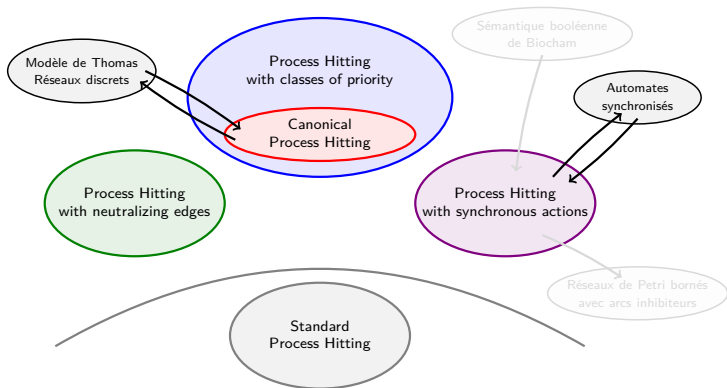 Sémantique booléenne
de Biocham
Modèle de Thomas
Réseaux discrets
Process Hitting
with classes of priority
Automates
synchronisés
Canonical
Process Hitting
Process Hitting
with neutralizing edges
Process Hitting
with synchronous actions
Réseaux de Petri bornés
avec arcs inhibiteurs
Standard
Process Hitting